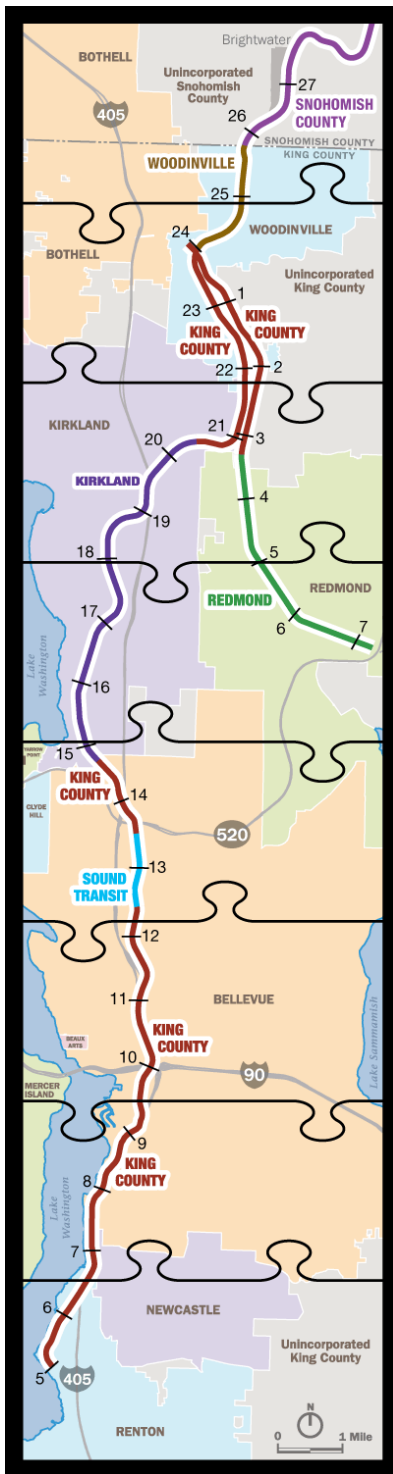 Brightwater
BOTHELL
Unincorporated
Snohomish
County
27
405
SNOHOMISH
COUNTY
26
SNOHOMISH COUNTY
KING COUNTY
WOODINVILLE
25
24
WOODINVILLE
BOTHELL
Unincorporated
King County
1
23
KING
COUNTY
KING
COUNTY
22
2
21
3
KIRKLAND
20
KIRKLAND
4
19
18
5
REDMOND
REDMOND
17
6
7
Lake
Washington
16
15
YARROW
POINT
KING
COUNTY
14
CLYDE
HILL
520
13
SOUND
TRANSIT
12
11
BELLEVUE
KING
COUNTY
BEAUX
ARTS
10
90
Lake Sammamish
MERCER
ISLAND
9
KING
COUNTY
8
Lake
Washington
7
6
NEWCASTLE
5
405
Unincorporated
King County
RENTON
N
0
1 Mile